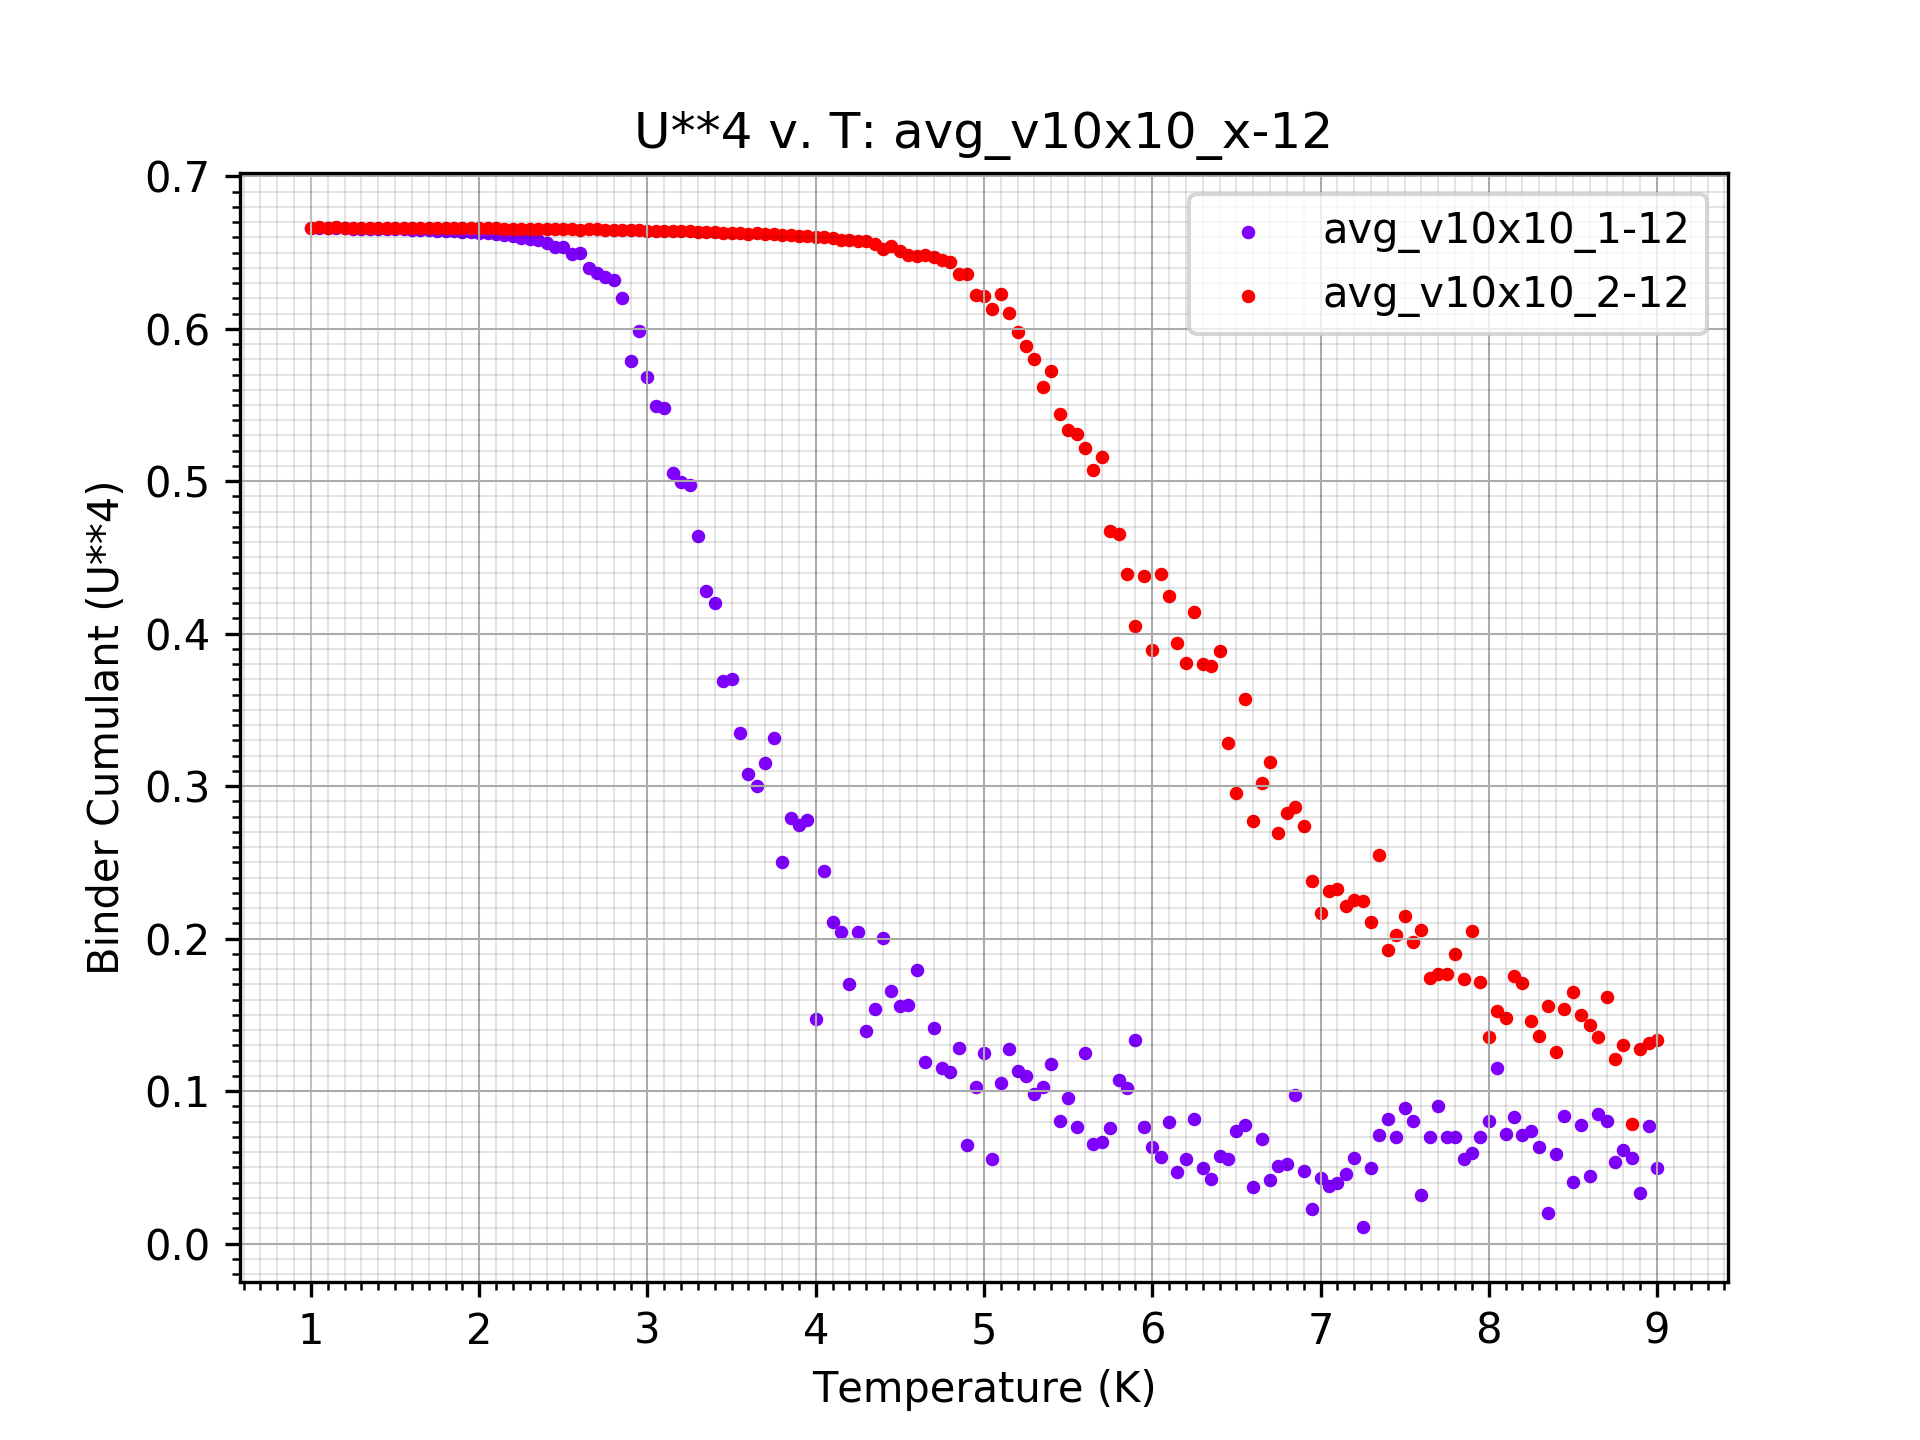 U**4 v. T: avg_v10x10_x-12
avg_v10x10_1-12
avg_v10x10_2-12
Binder Cumulant (U**4)
0.7
0.6
0.5
0.4
0.3
0.2
0.1
0.0
1 2 3 4 5 6 7 8 9
Temperature (K)